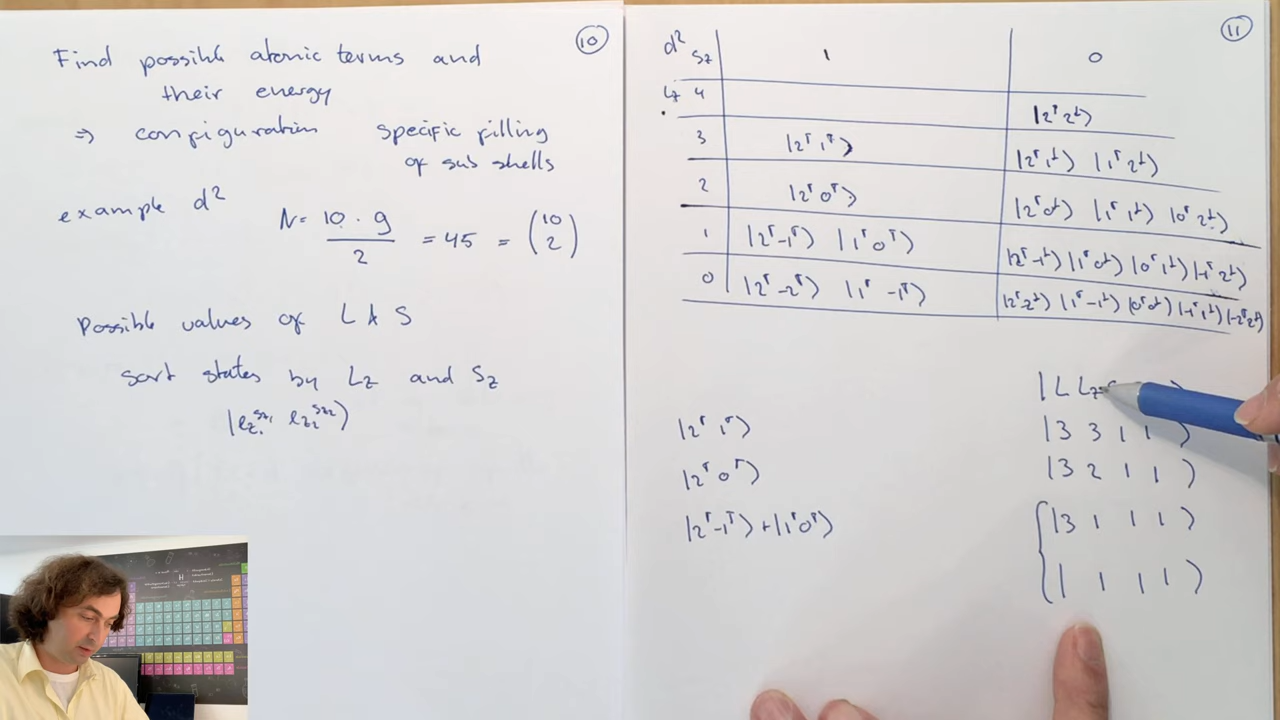 ⑩
Find possible atomic terms and
their energy
⇒ configuration specific filling
of sub shells
example d²
N = 10 · 9 / 2 = 45 = (10 2)
Possible values of L & S
sort states by Lz and Sz
|ℓz₁^sz₁ ℓz₂^sz₂⟩
⑪
d² Sz 1 0
Lz 4 |2↑ 2↓⟩
3 |2↑ 1↑⟩ |2↑ 1↓⟩ |1↑ 2↓⟩
2 |2↑ 0↑⟩ |2↑ 0↓⟩ |1↑ 1↓⟩ |0↑ 2↓⟩
1 |2↑ -1↑⟩ |1↑ 0↑⟩ |2↑ -1↓⟩ |1↑ 0↓⟩ |0↑ 1↓⟩ |-1↑ 2↓⟩
0 |2↑ -2↑⟩ |1↑ -1↑⟩ |2↑ 2↓⟩ |1↑ -1↓⟩ |0↑ 0↓⟩ |-1↑ 1↓⟩ |-2↑ 2↓⟩
|L Lz
|2↑ 1↑⟩ |3 3 1 1⟩
|2↑ 0↑⟩ |3 2 1 1⟩
|2↑ -1↑⟩ + |1↑ 0↑⟩ |3 1 1 1⟩
|1 1 1 1⟩